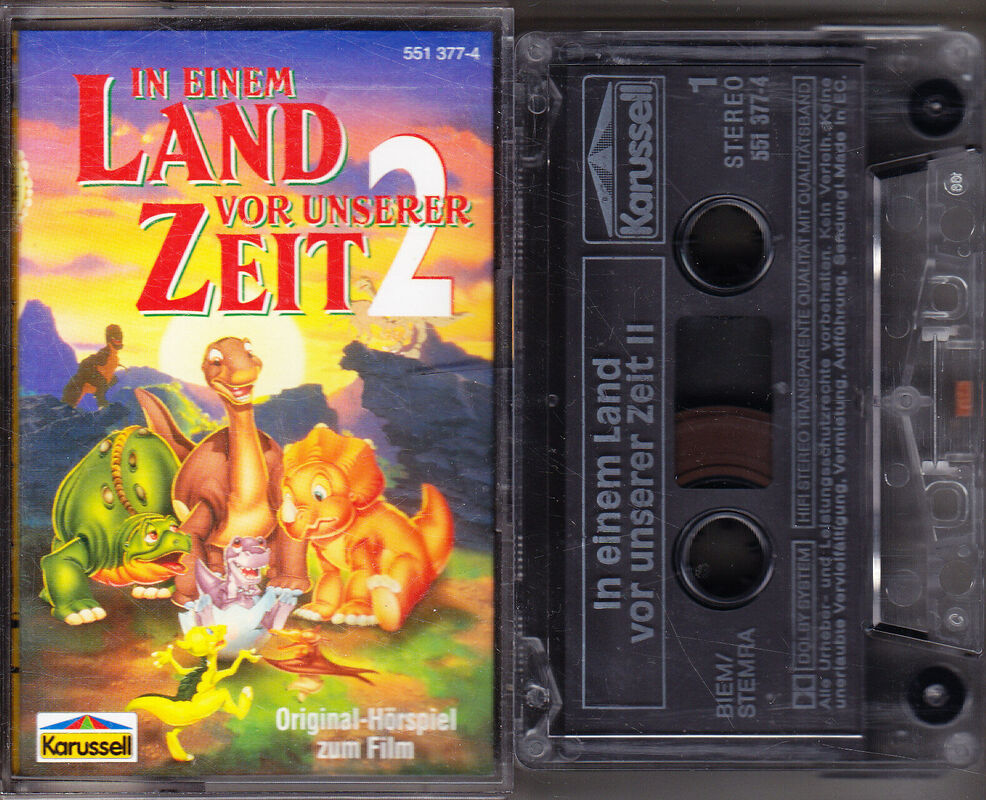 551 377-4
IN EINEM
LAND
VOR UNSERER
ZEIT 2
Original-Hörspiel
zum Film
Karussell
Karussell
1
STEREO
551 377-4
In einem Land
vor unserer Zeit II
BIEM/
STEMRA
HIFI STEREO TRANSPARENTE QUALITÄT MIT QUALITÄTSBAND
DOLBY SYSTEM
Alle Urheber- und Leistungsschutzrechte vorbehalten. Kein Verleih. Keine
unerlaubte Vervielfältigung, Vermietung, Aufführung, Sendung! Made in EC.